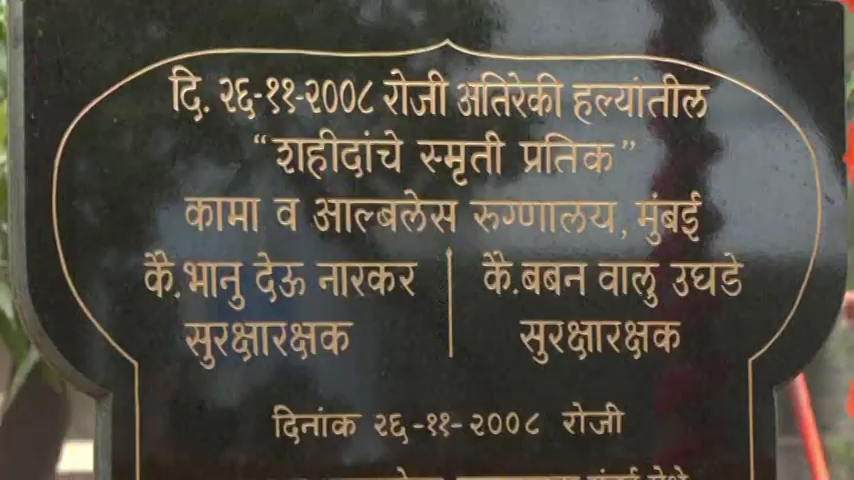 दि. २६-११-२००८ रोजी अतिरेकी हल्यांतील
“शहीदांचे स्मृती प्रतिक”
कामा व आल्बलेस रुग्णालय, मुंबई
कै. भानु देऊ नारकर
सुरक्षारक्षक
कै. बबन वालु उघडे
सुरक्षारक्षक
दिनांक २६-११-२००८ रोजी